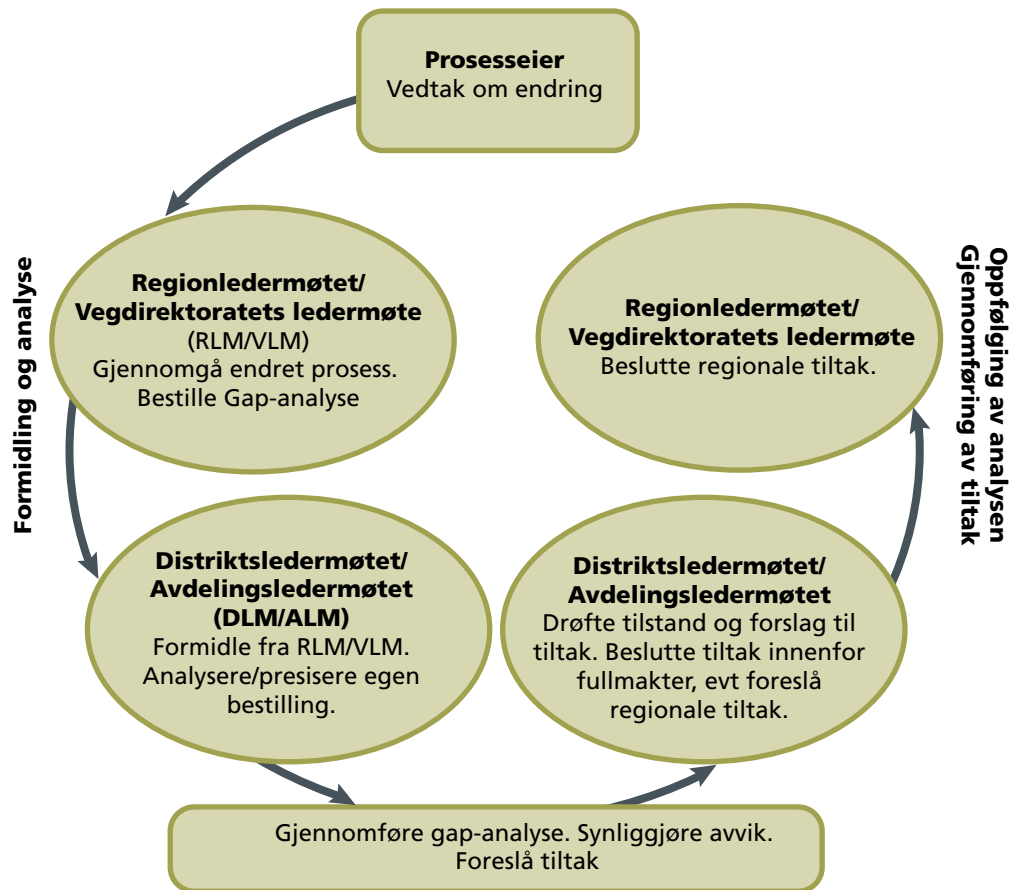 Prosesseier
Vedtak om endring
Formidling og analyse
Regionledermøtet/
Vegdirektoratets ledermøte
(RLM/VLM)
Gjennomgå endret prosess.
Bestille Gap-analyse
Distriktsledermøtet/
Avdelingsledermøtet
(DLM/ALM)
Formidle fra RLM/VLM.
Analysere/presisere egen
bestilling.
Gjennomføre gap-analyse. Synliggjøre avvik.
Foreslå tiltak
Distriktsledermøtet/
Avdelingsledermøtet
Drøfte tilstand og forslag til
tiltak. Beslutte tiltak innenfor
fullmakter, evt foreslå
regionale tiltak.
Regionledermøtet/
Vegdirektoratets ledermøte
Beslutte regionale tiltak.
Oppfølging av analysen
Gjennomføring av tiltak